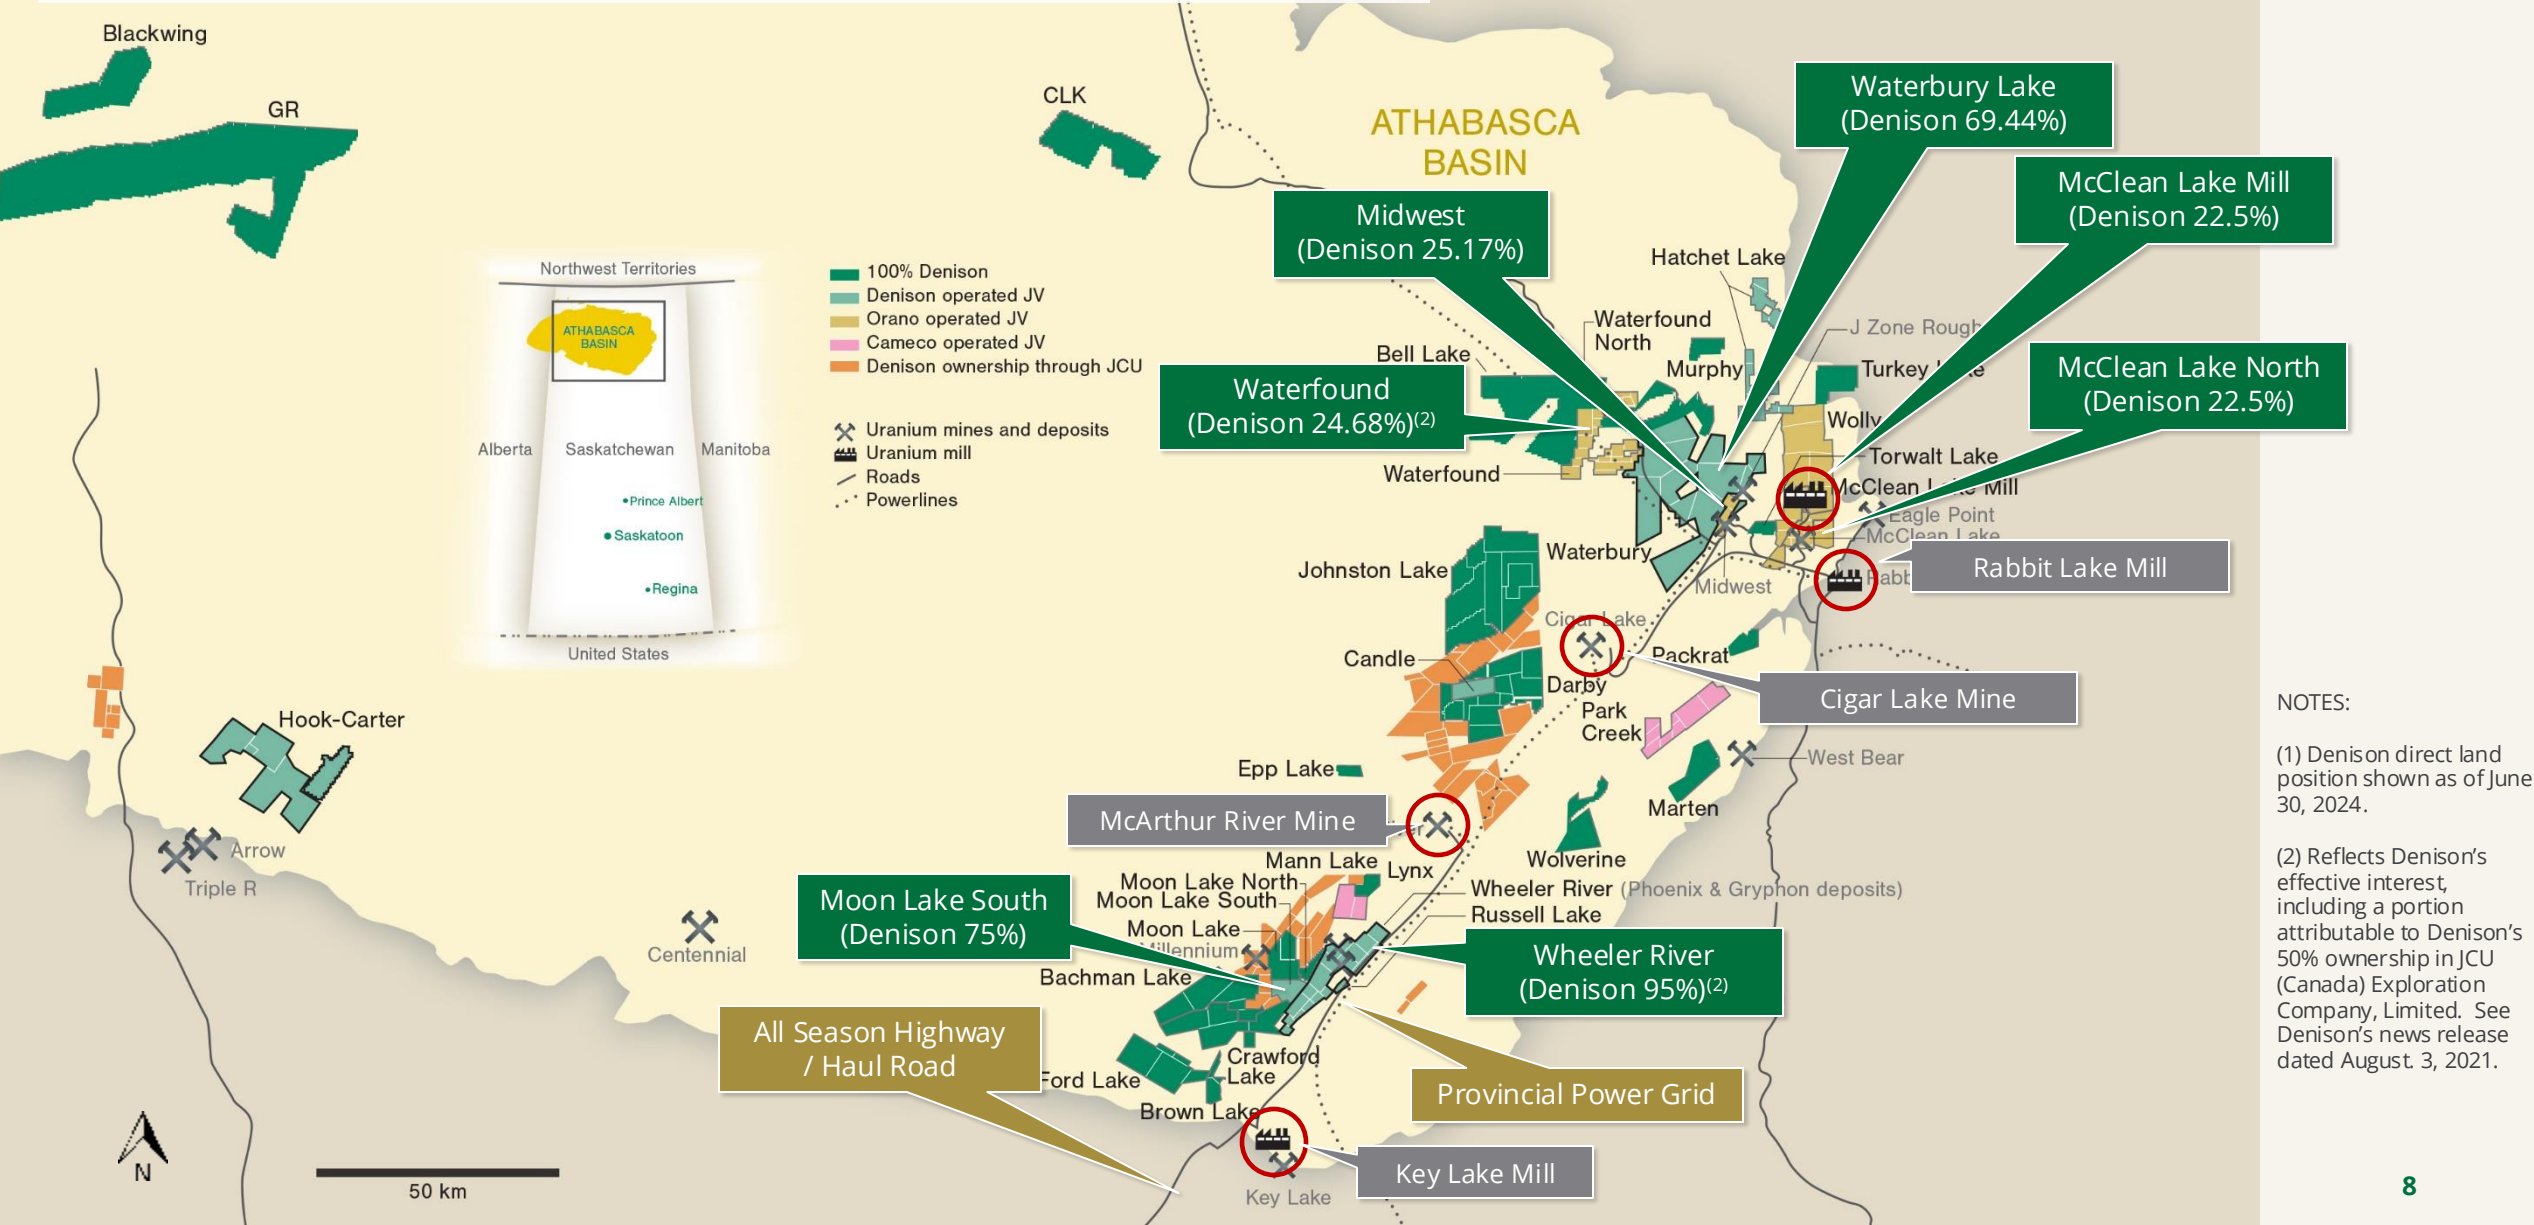 Blackwing
GR
CLK
ATHABASCA
BASIN
Waterbury Lake
(Denison 69.44%)
McClean Lake Mill
(Denison 22.5%)
Midwest
(Denison 25.17%)
McClean Lake North
(Denison 22.5%)
Waterfound
(Denison 24.68%)(2)
Northwest Territories
ATHABASCA
BASIN
Alberta
Saskatchewan
Manitoba
Prince Albert
Saskatoon
Regina
United States
100% Denison
Denison operated JV
Orano operated JV
Cameco operated JV
Denison ownership through JCU
Uranium mines and deposits
Uranium mill
Roads
Powerlines
Hatchet Lake
Waterfound
North
Bell Lake
Murphy
J Zone Rough
Turkey
Wolly
Waterfound
Torwalt Lake
McClean Lake Mill
Eagle Point
McClean Lake
Rabbit Lake Mill
Waterbury
Midwest
Johnston Lake
Cigar Lake
Cigar Lake Mine
Candle
Packrat
Darby
Park
Creek
West Bear
Marten
Epp Lake
McArthur River Mine
Wolverine
Hook-Carter
Arrow
Triple R
Centennial
Mann Lake
Lynx
Moon Lake North
Moon Lake South
Moon Lake
Millennium
Wheeler River (Phoenix & Gryphon deposits)
Russell Lake
Moon Lake South
(Denison 75%)
Wheeler River
(Denison 95%)(2)
Bachman Lake
All Season Highway
/ Haul Road
Crawford
Lake
Ford Lake
Brown Lake
Provincial Power Grid
Key Lake Mill
Key Lake
N
50 km
NOTES:
(1) Denison direct land
position shown as of June
30, 2024.
(2) Reflects Denison’s
effective interest,
including a portion
attributable to Denison’s
50% ownership in JCU
(Canada) Exploration
Company, Limited. See
Denison’s news release
dated August. 3, 2021.
8